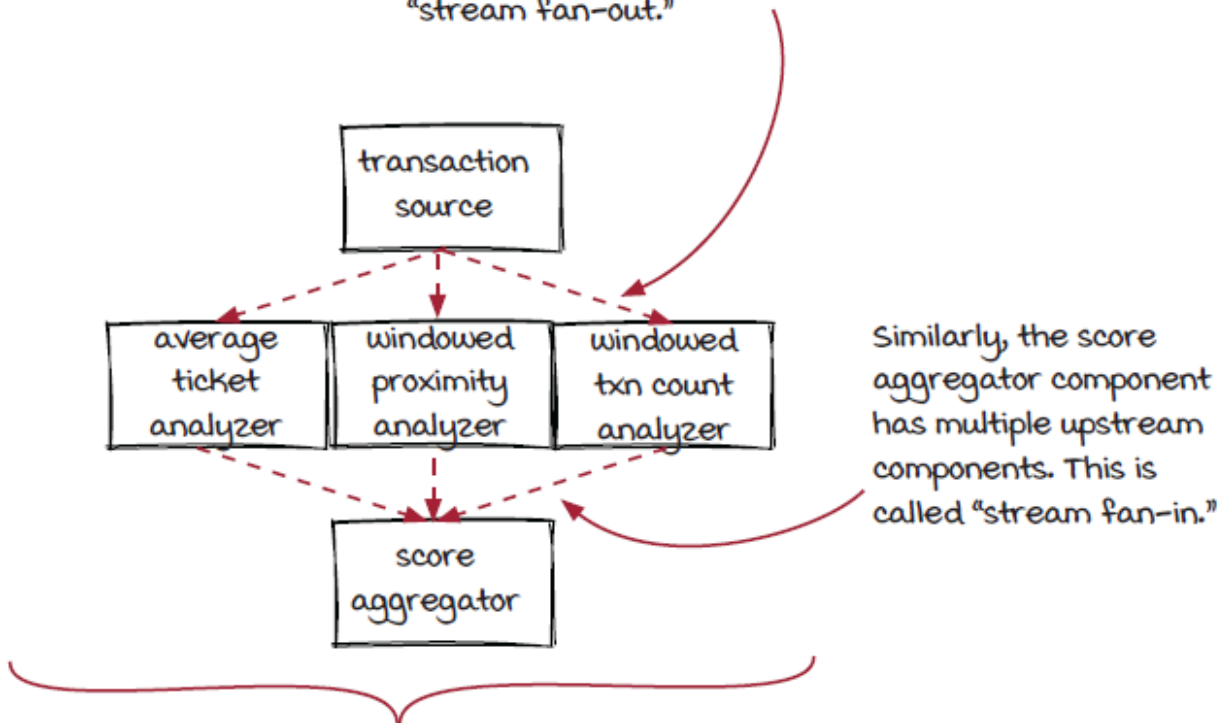 “stream fan-out.”
transaction
source
average
ticket
analyzer
windowed
proximity
analyzer
windowed
txn count
analyzer
Similarly, the score
aggregator component
has multiple upstream
components. This is
called “stream fan-in.”
score
aggregator